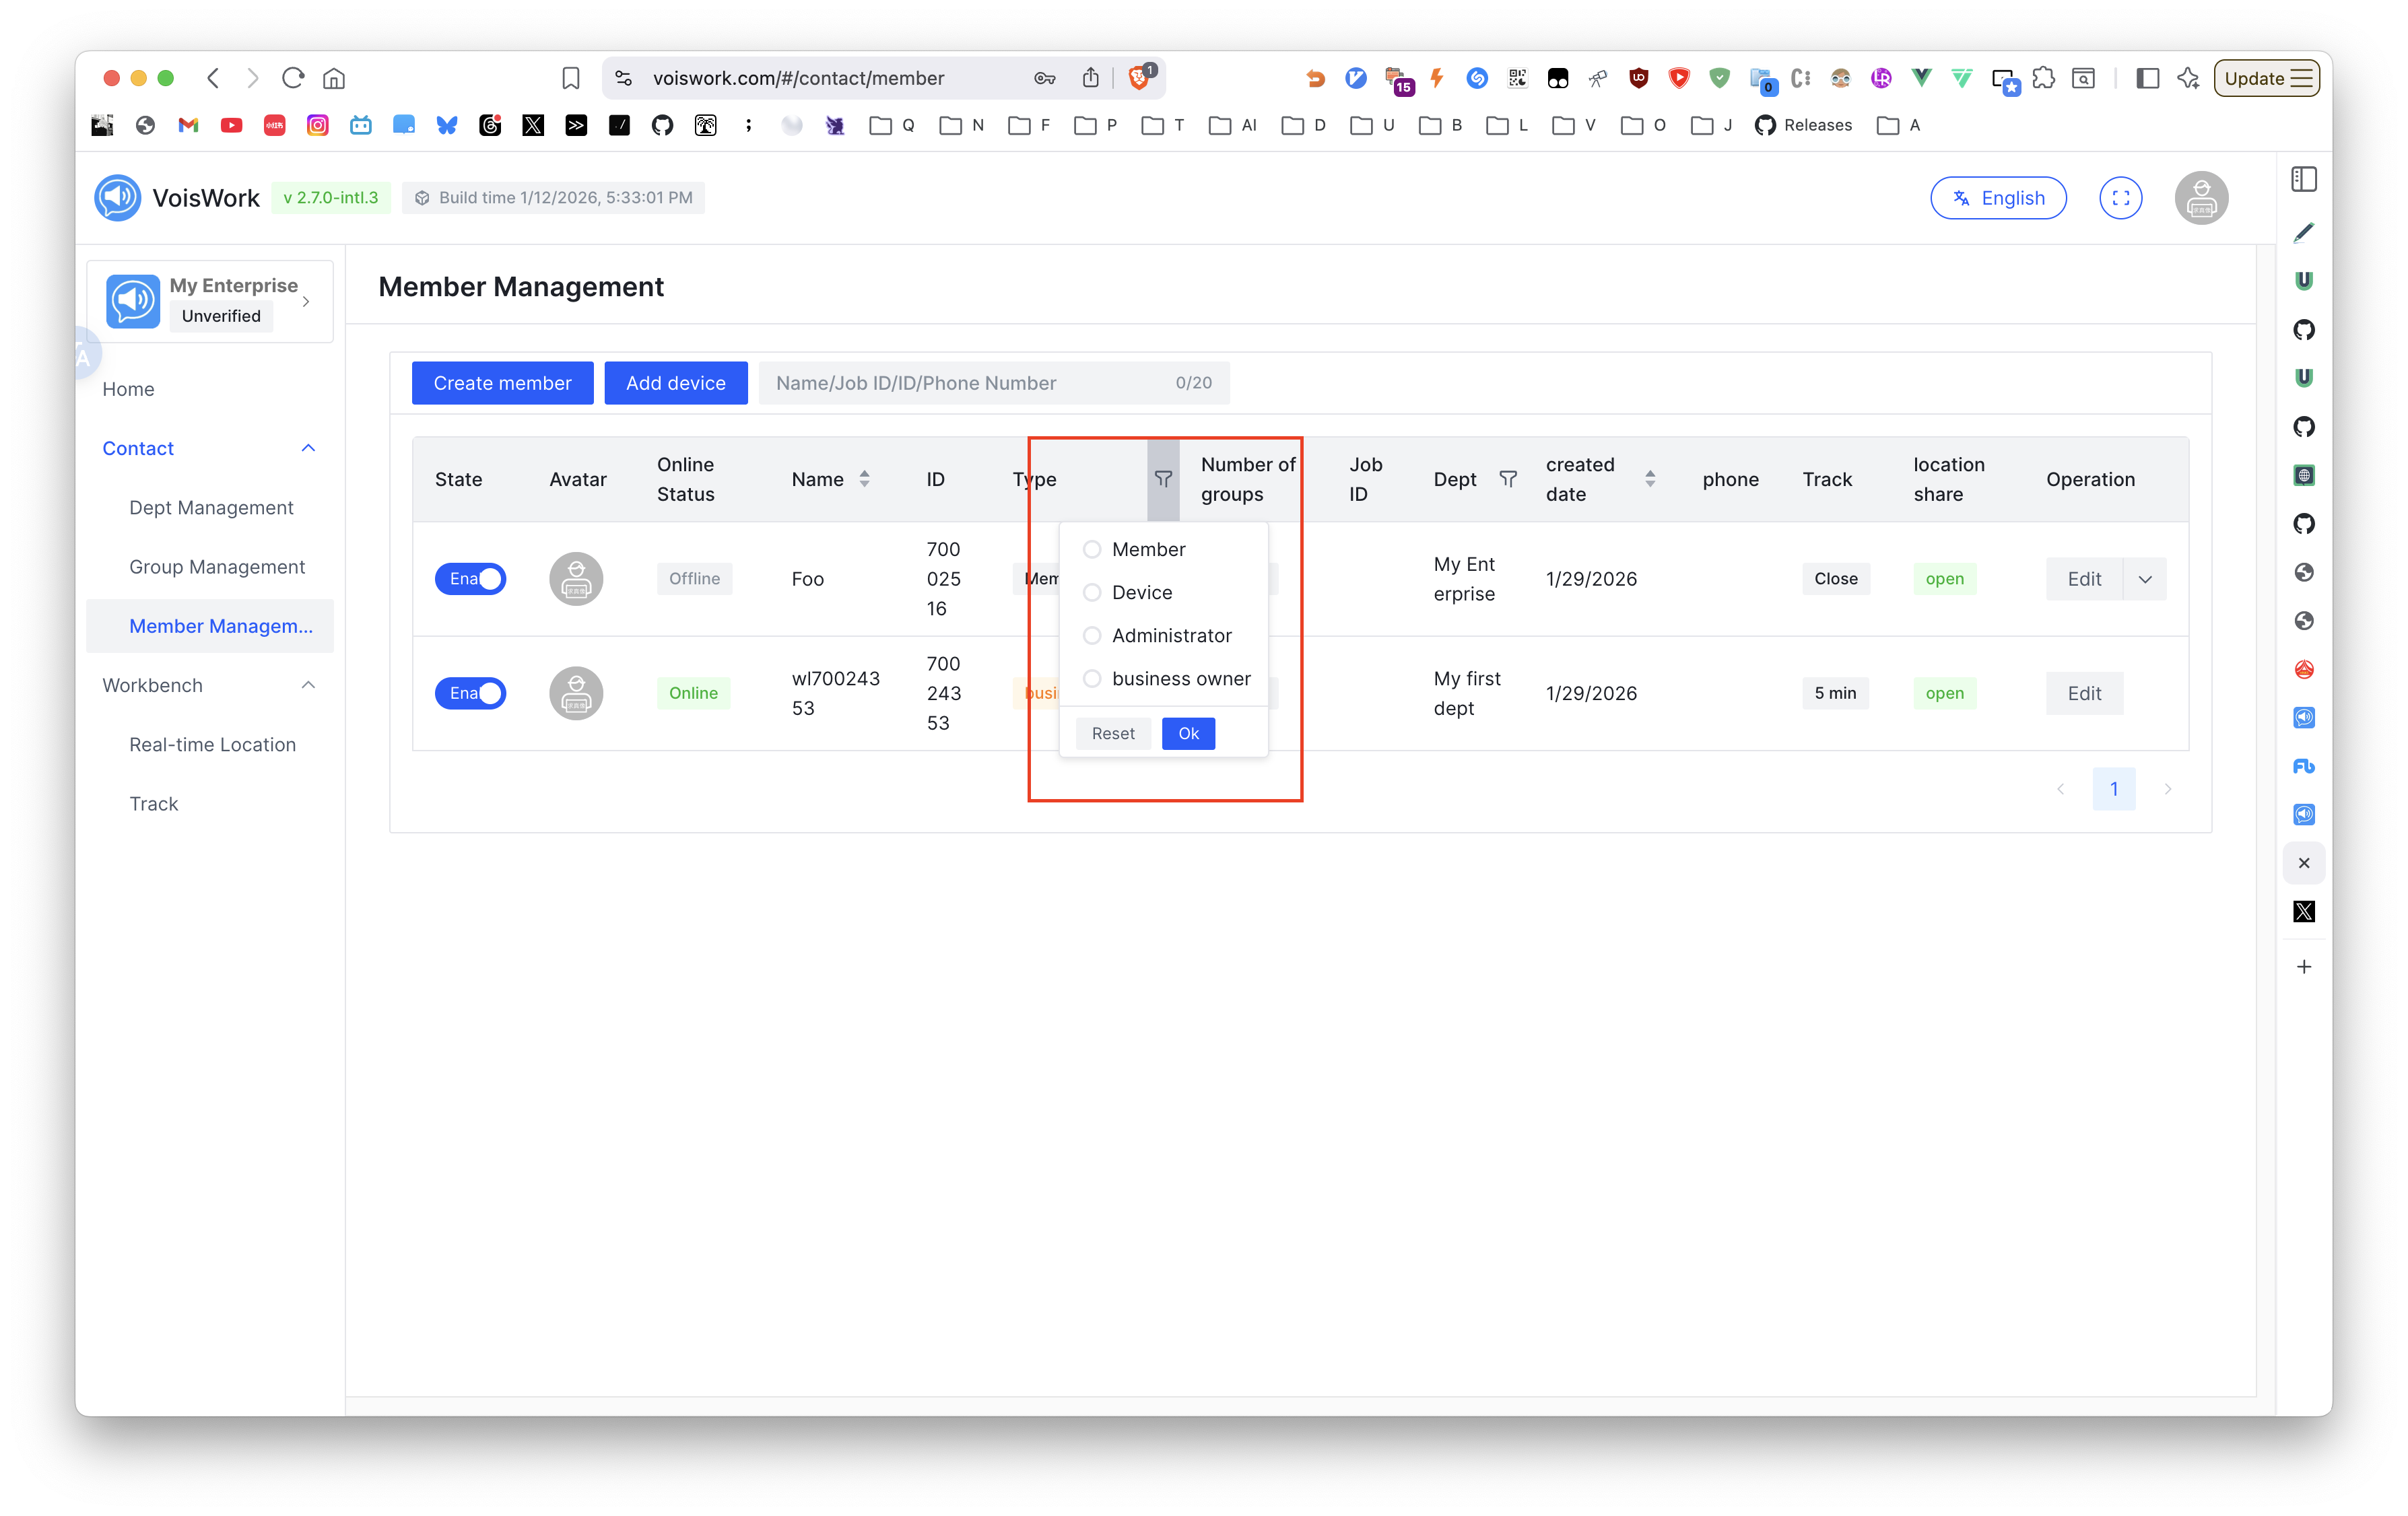 voiswork.com/#/contact/member
1
15
0
Update
Q
N
F
P
T
AI
D
U
B
L
V
O
J
Releases
A
VoisWork
v 2.7.0-intl.3
Build time 1/12/2026, 5:33:01 PM
English
My Enterprise
Unverified
Home
Contact
Dept Management
Group Management
Member Managem...
Workbench
Real-time Location
Track
Member Management
Create member
Add device
Name/Job ID/ID/Phone Number
0/20
State
Avatar
Online
Status
Name
ID
Type
Number of
groups
Job
ID
Dept
created
date
phone
Track
location
share
Operation
Ena
Offline
Foo
700
025
16
Mem
My Ent
erprise
1/29/2026
Close
open
Edit
Ena
Online
wl700243
53
700
243
53
busi
My first
dept
1/29/2026
5 min
open
Edit
Member
Device
Administrator
business owner
Reset
Ok
1